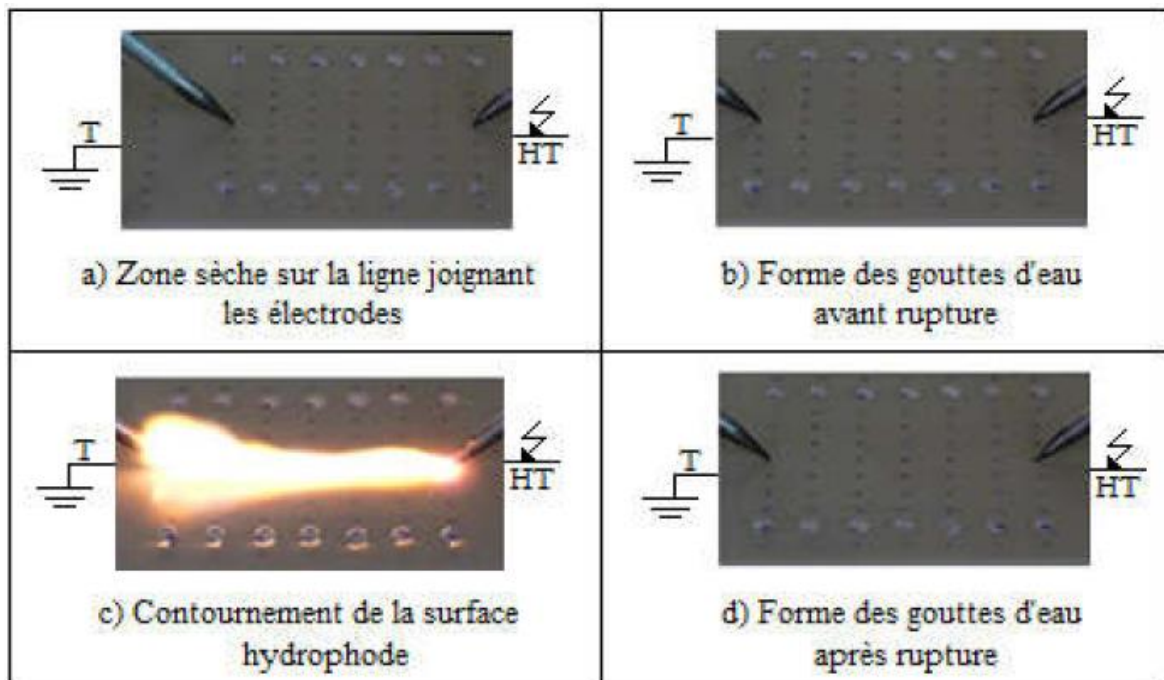 T
HT
a) Zone sèche sur la ligne joignant
les électrodes
T
HT
b) Forme des gouttes d'eau
avant rupture
T
HT
c) Contournement de la surface
hydrophode
T
HT
d) Forme des gouttes d'eau
après rupture